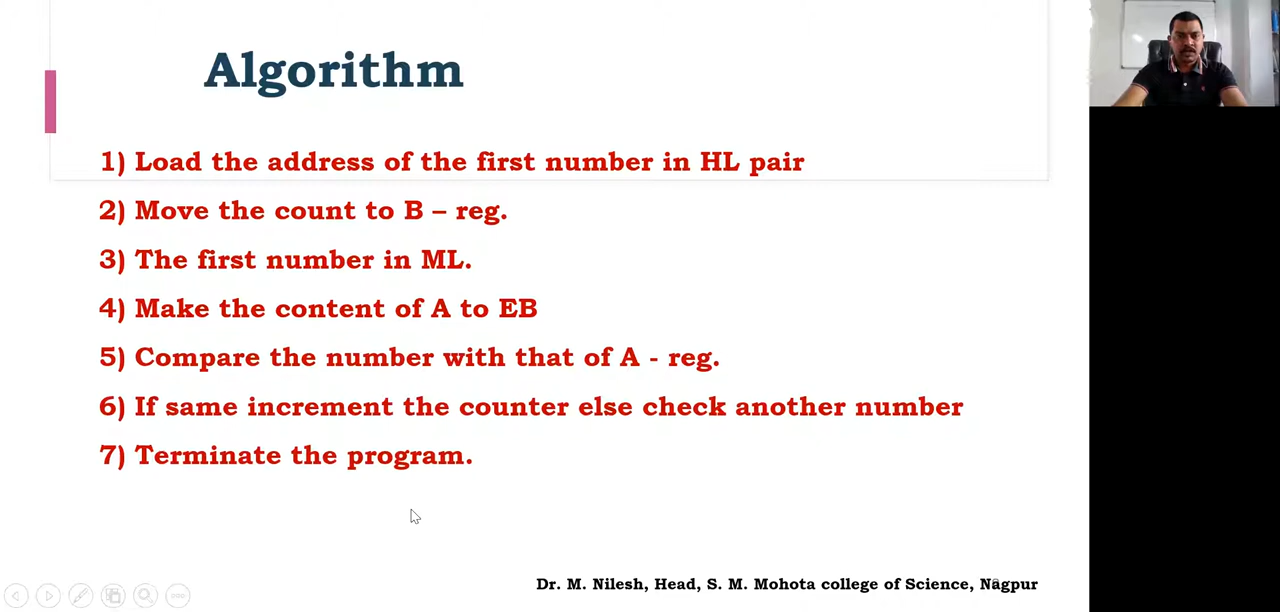 Algorithm
1) Load the address of the first number in HL pair
2) Move the count to B – reg.
3) The first number in ML.
4) Make the content of A to EB
5) Compare the number with that of A - reg.
6) If same increment the counter else check another number
7) Terminate the program.
Dr. M. Nilesh, Head, S. M. Mohota college of Science, Nagpur